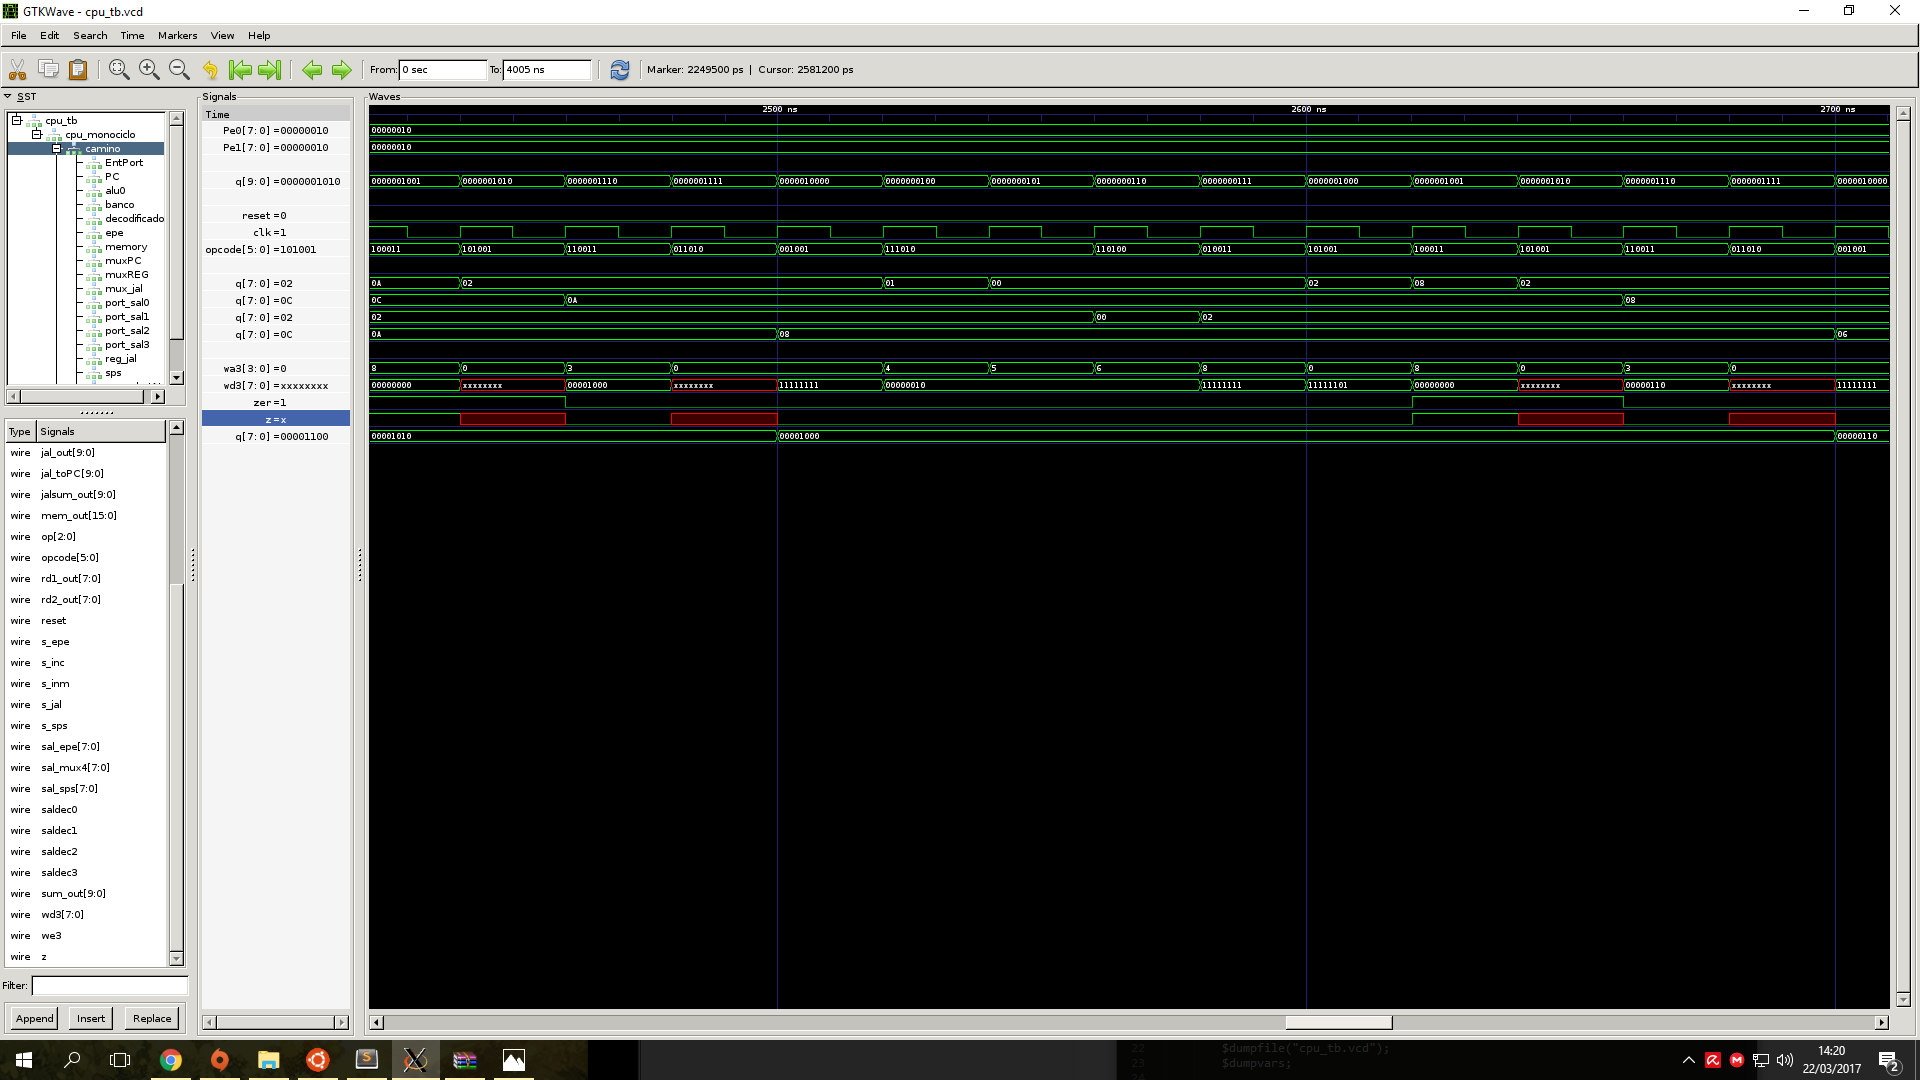 GTKWave - cpu_tb.vcd
File Edit Search Time Markers View Help
From: 0 sec To: 4005 ns Marker: 2249500 ps | Cursor: 2581200 ps
SST
cpu_tb
cpu_monociclo
camino
EntPort
PC
alu0
banco
decodificado
epe
memory
muxPC
muxREG
mux_jal
port_sal0
port_sal1
port_sal2
port_sal3
reg_jal
sps
Type Signals
wire jal_out[9:0]
wire jal_toPC[9:0]
wire jalsum_out[9:0]
wire mem_out[15:0]
wire op[2:0]
wire opcode[5:0]
wire rd1_out[7:0]
wire rd2_out[7:0]
wire reset
wire s_epe
wire s_inc
wire s_inm
wire s_jal
wire s_sps
wire sal_epe[7:0]
wire sal_mux4[7:0]
wire sal_sps[7:0]
wire saldec0
wire saldec1
wire saldec2
wire saldec3
wire sum_out[9:0]
wire wd3[7:0]
wire we3
wire z
Filter:
Append Insert Replace
Signals
Time
Pe0[7:0] =00000010
Pe1[7:0] =00000010
q[9:0] =0000001010
reset =0
clk =1
opcode[5:0] =101001
q[7:0] =02
q[7:0] =0C
q[7:0] =02
q[7:0] =0C
wa3[3:0] =0
wd3[7:0] =xxxxxxxx
zer =1
z =x
q[7:0] =00001100
Waves
2500 ns 2600 ns 2700 ns
00000010
00000010
0000001001 0000001010 0000001110 0000001111 0000010000 0000000100 0000000101 0000000110 0000000111 0000001000 0000001001 0000001010 0000001110 0000001111 0000010000
100011 101001 110011 011010 001001 111010 110100 010011 101001 100011 101001 110011 011010 001001
0A 02 01 00 02 08 02
0C 0A 08
02 00 02
0A 08 06
8 0 3 0 4 5 6 8 0 8 0 3 0
00000000 xxxxxxxx 00001000 xxxxxxxx 11111111 00000010 11111111 11111101 00000000 xxxxxxxx 00000110 xxxxxxxx 11111111
00001010 00001000 00000110
22 $dumpfile("cpu_tb.vcd");
23 $dumpvars;
14:20
22/03/2017
2